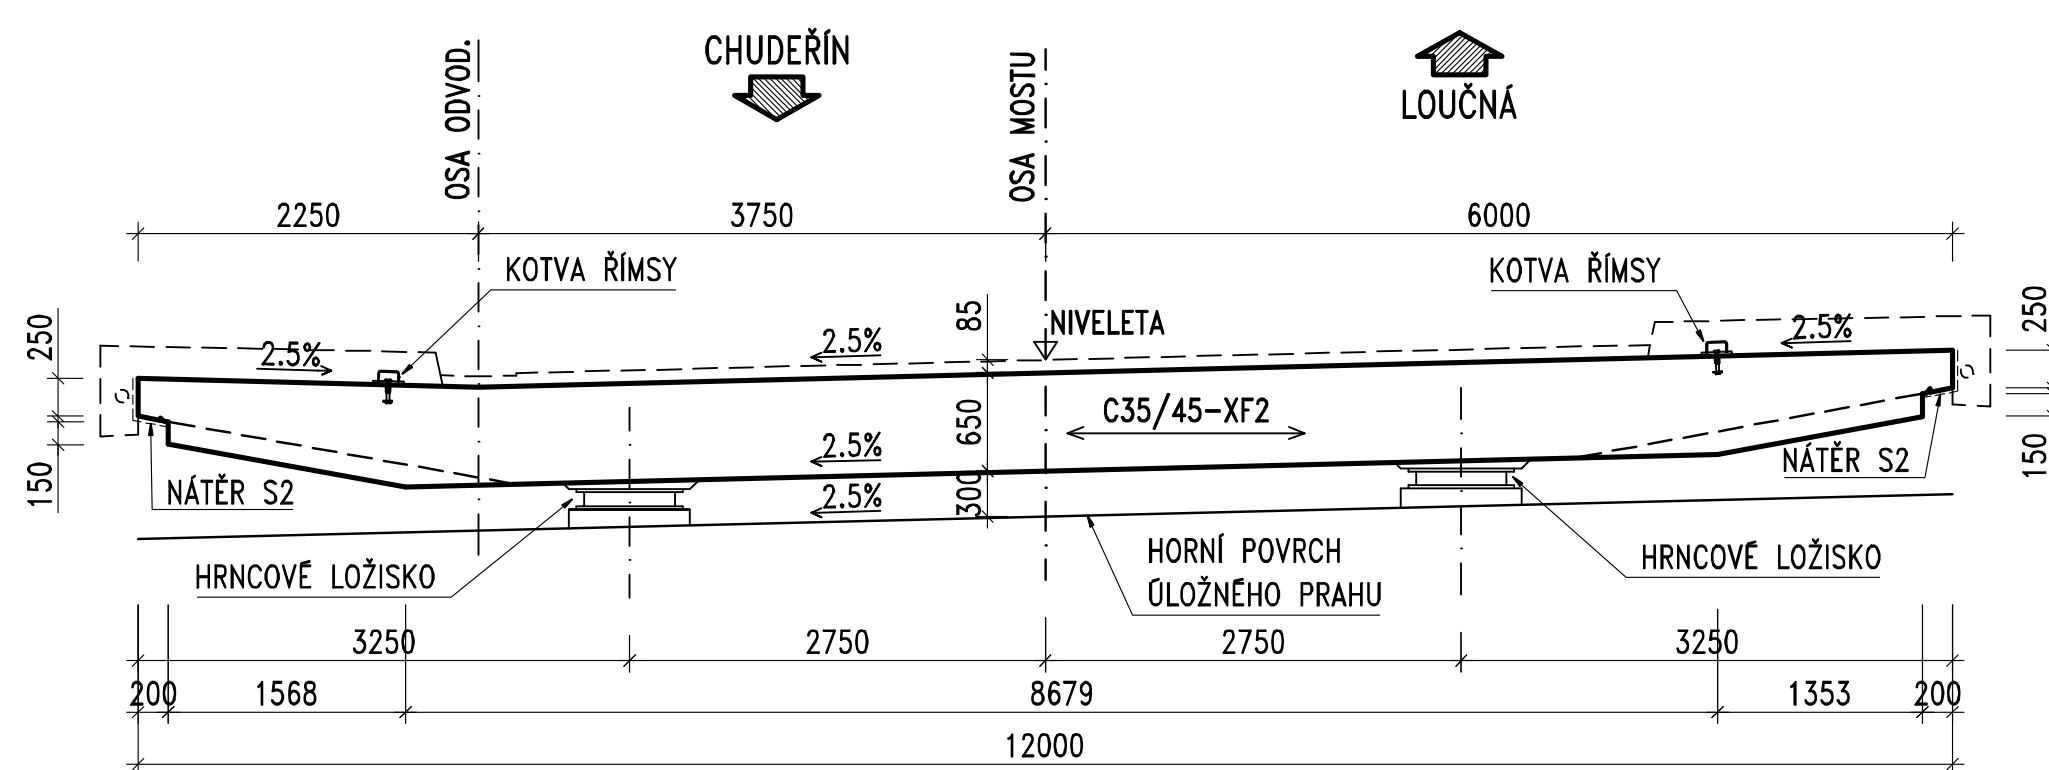 OSA ODVOD.
CHUDEŘÍN
OSA MOSTU
LOUČNÁ
2250
3750
6000
KOTVA ŘÍMSY
KOTVA ŘÍMSY
250
85
NIVELETA
250
2.5%
2.5%
2.5%
C35/45-XF2
650
2.5%
150
NÁTĚR S2
NÁTĚR S2
150
300
2.5%
HORNÍ POVRCH
ÚLOŽNÉHO PRAHU
HRNCOVÉ LOŽISKO
HRNCOVÉ LOŽISKO
3250
2750
2750
3250
200
1568
8679
1353
200
12000